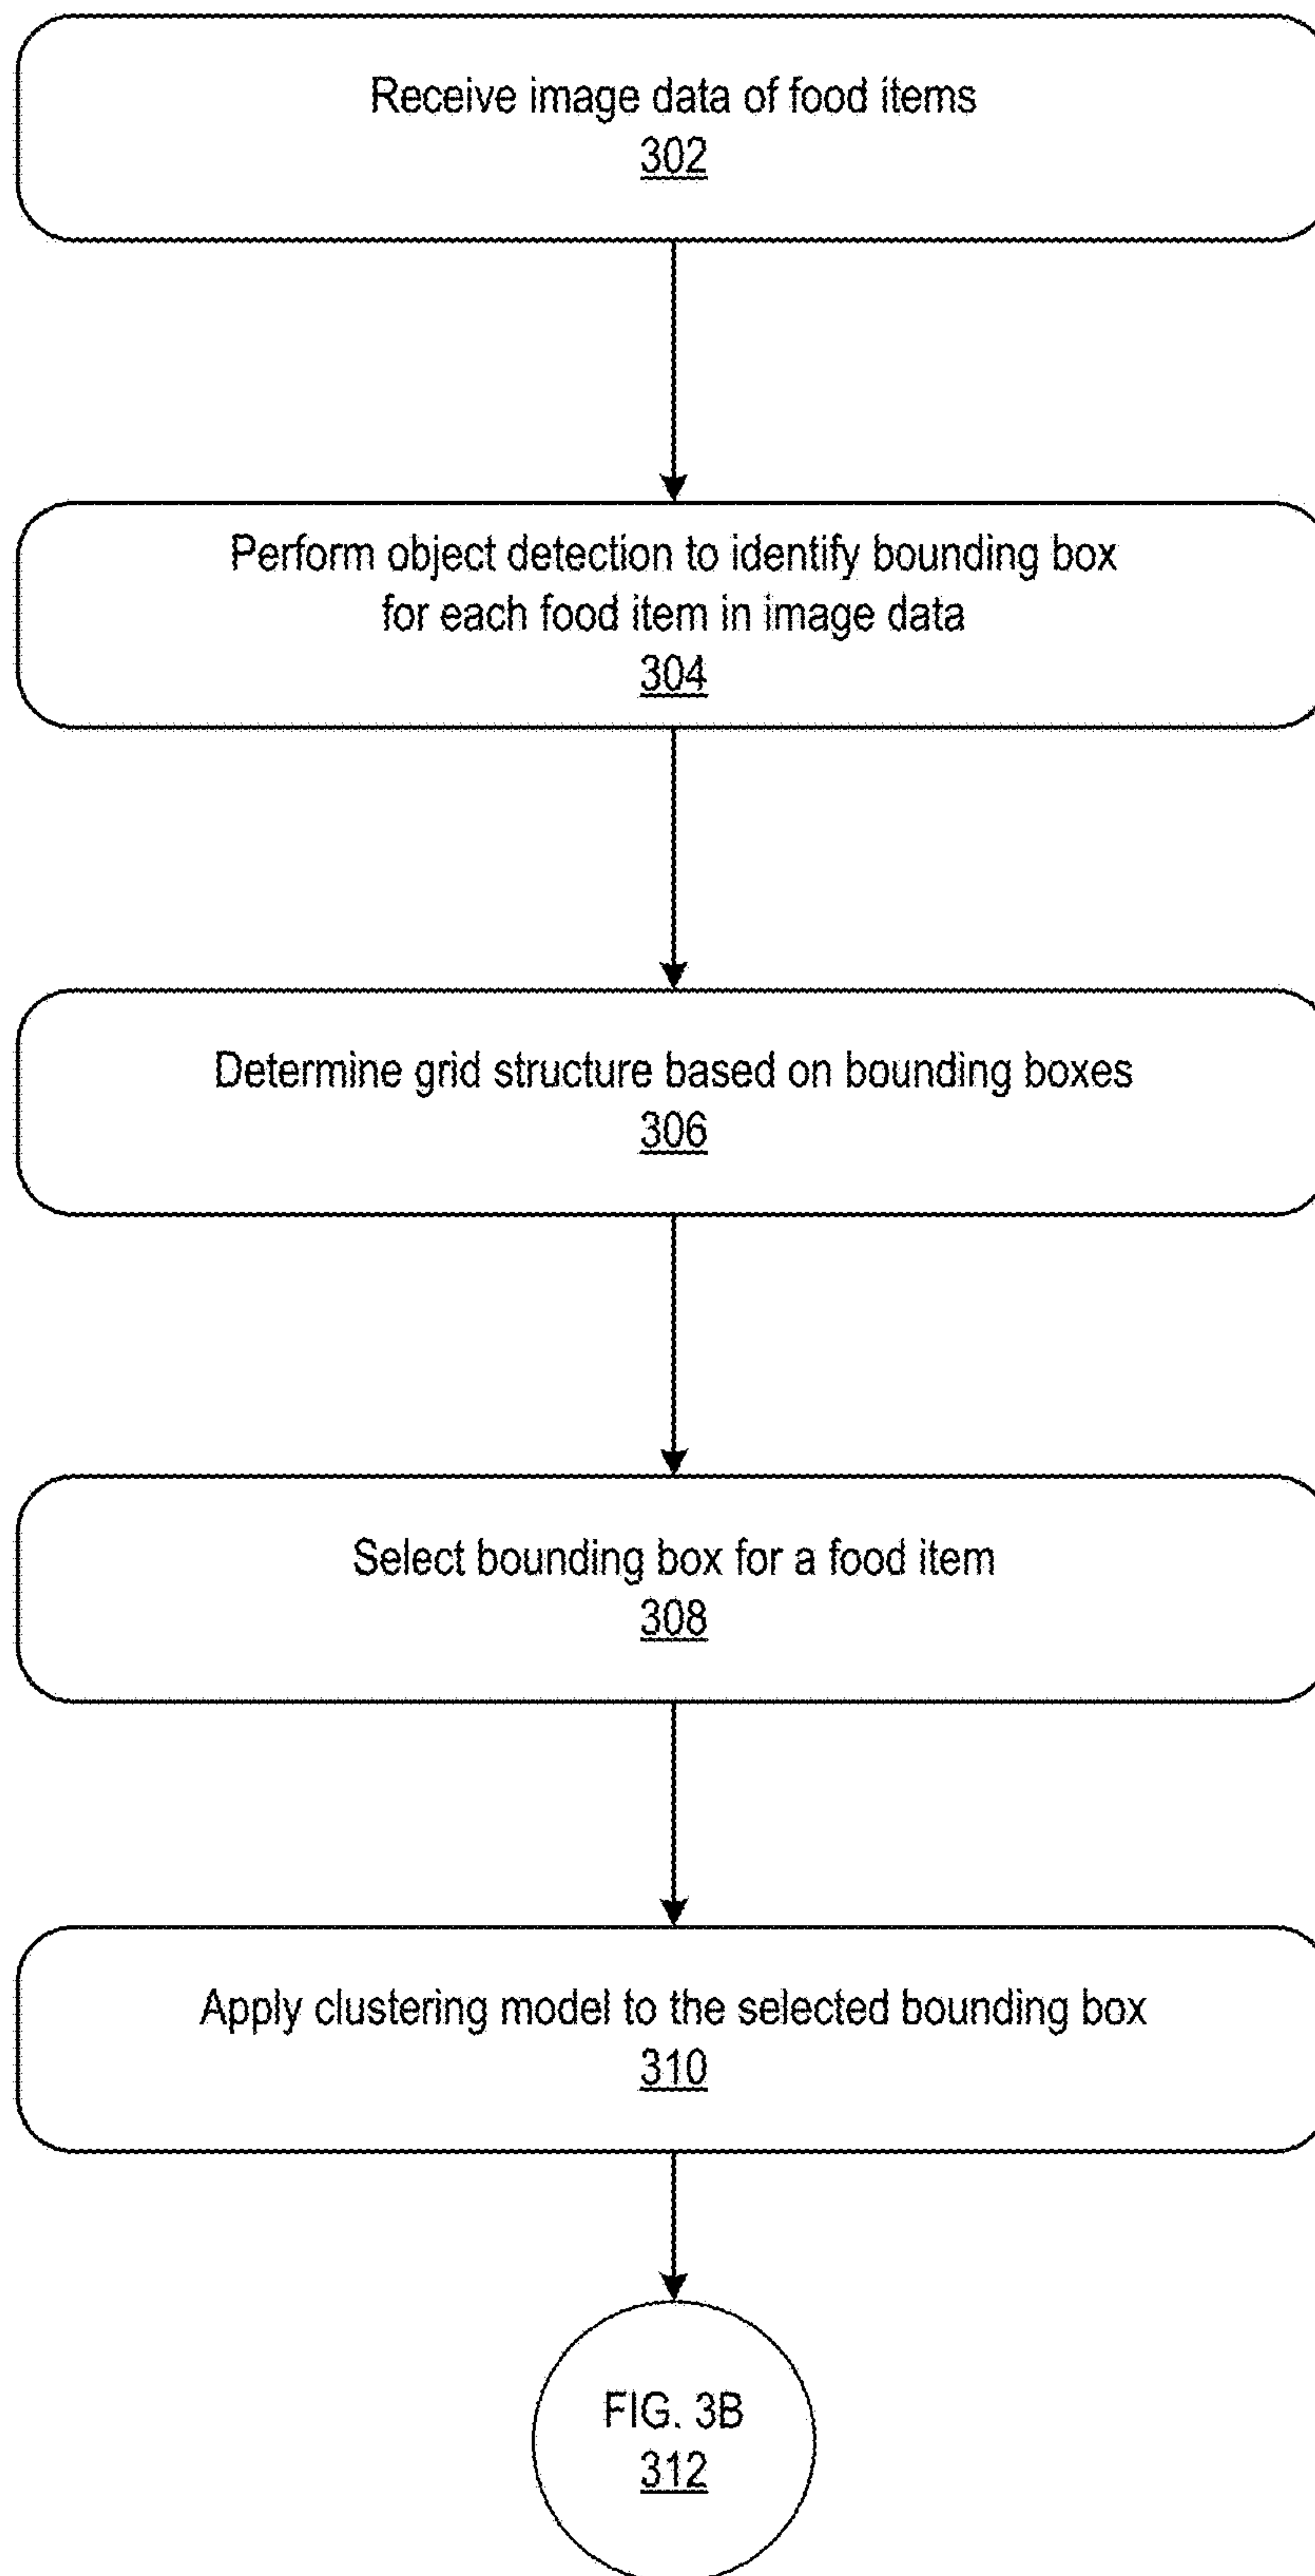 Receive image data of food items
302
Perform object detection to identify bounding box
for each food item in image data
304
Determine grid structure based on bounding boxes
306
Select bounding box for a food item
308
Apply clustering model to the selected bounding box
310
FIG. 3B
312